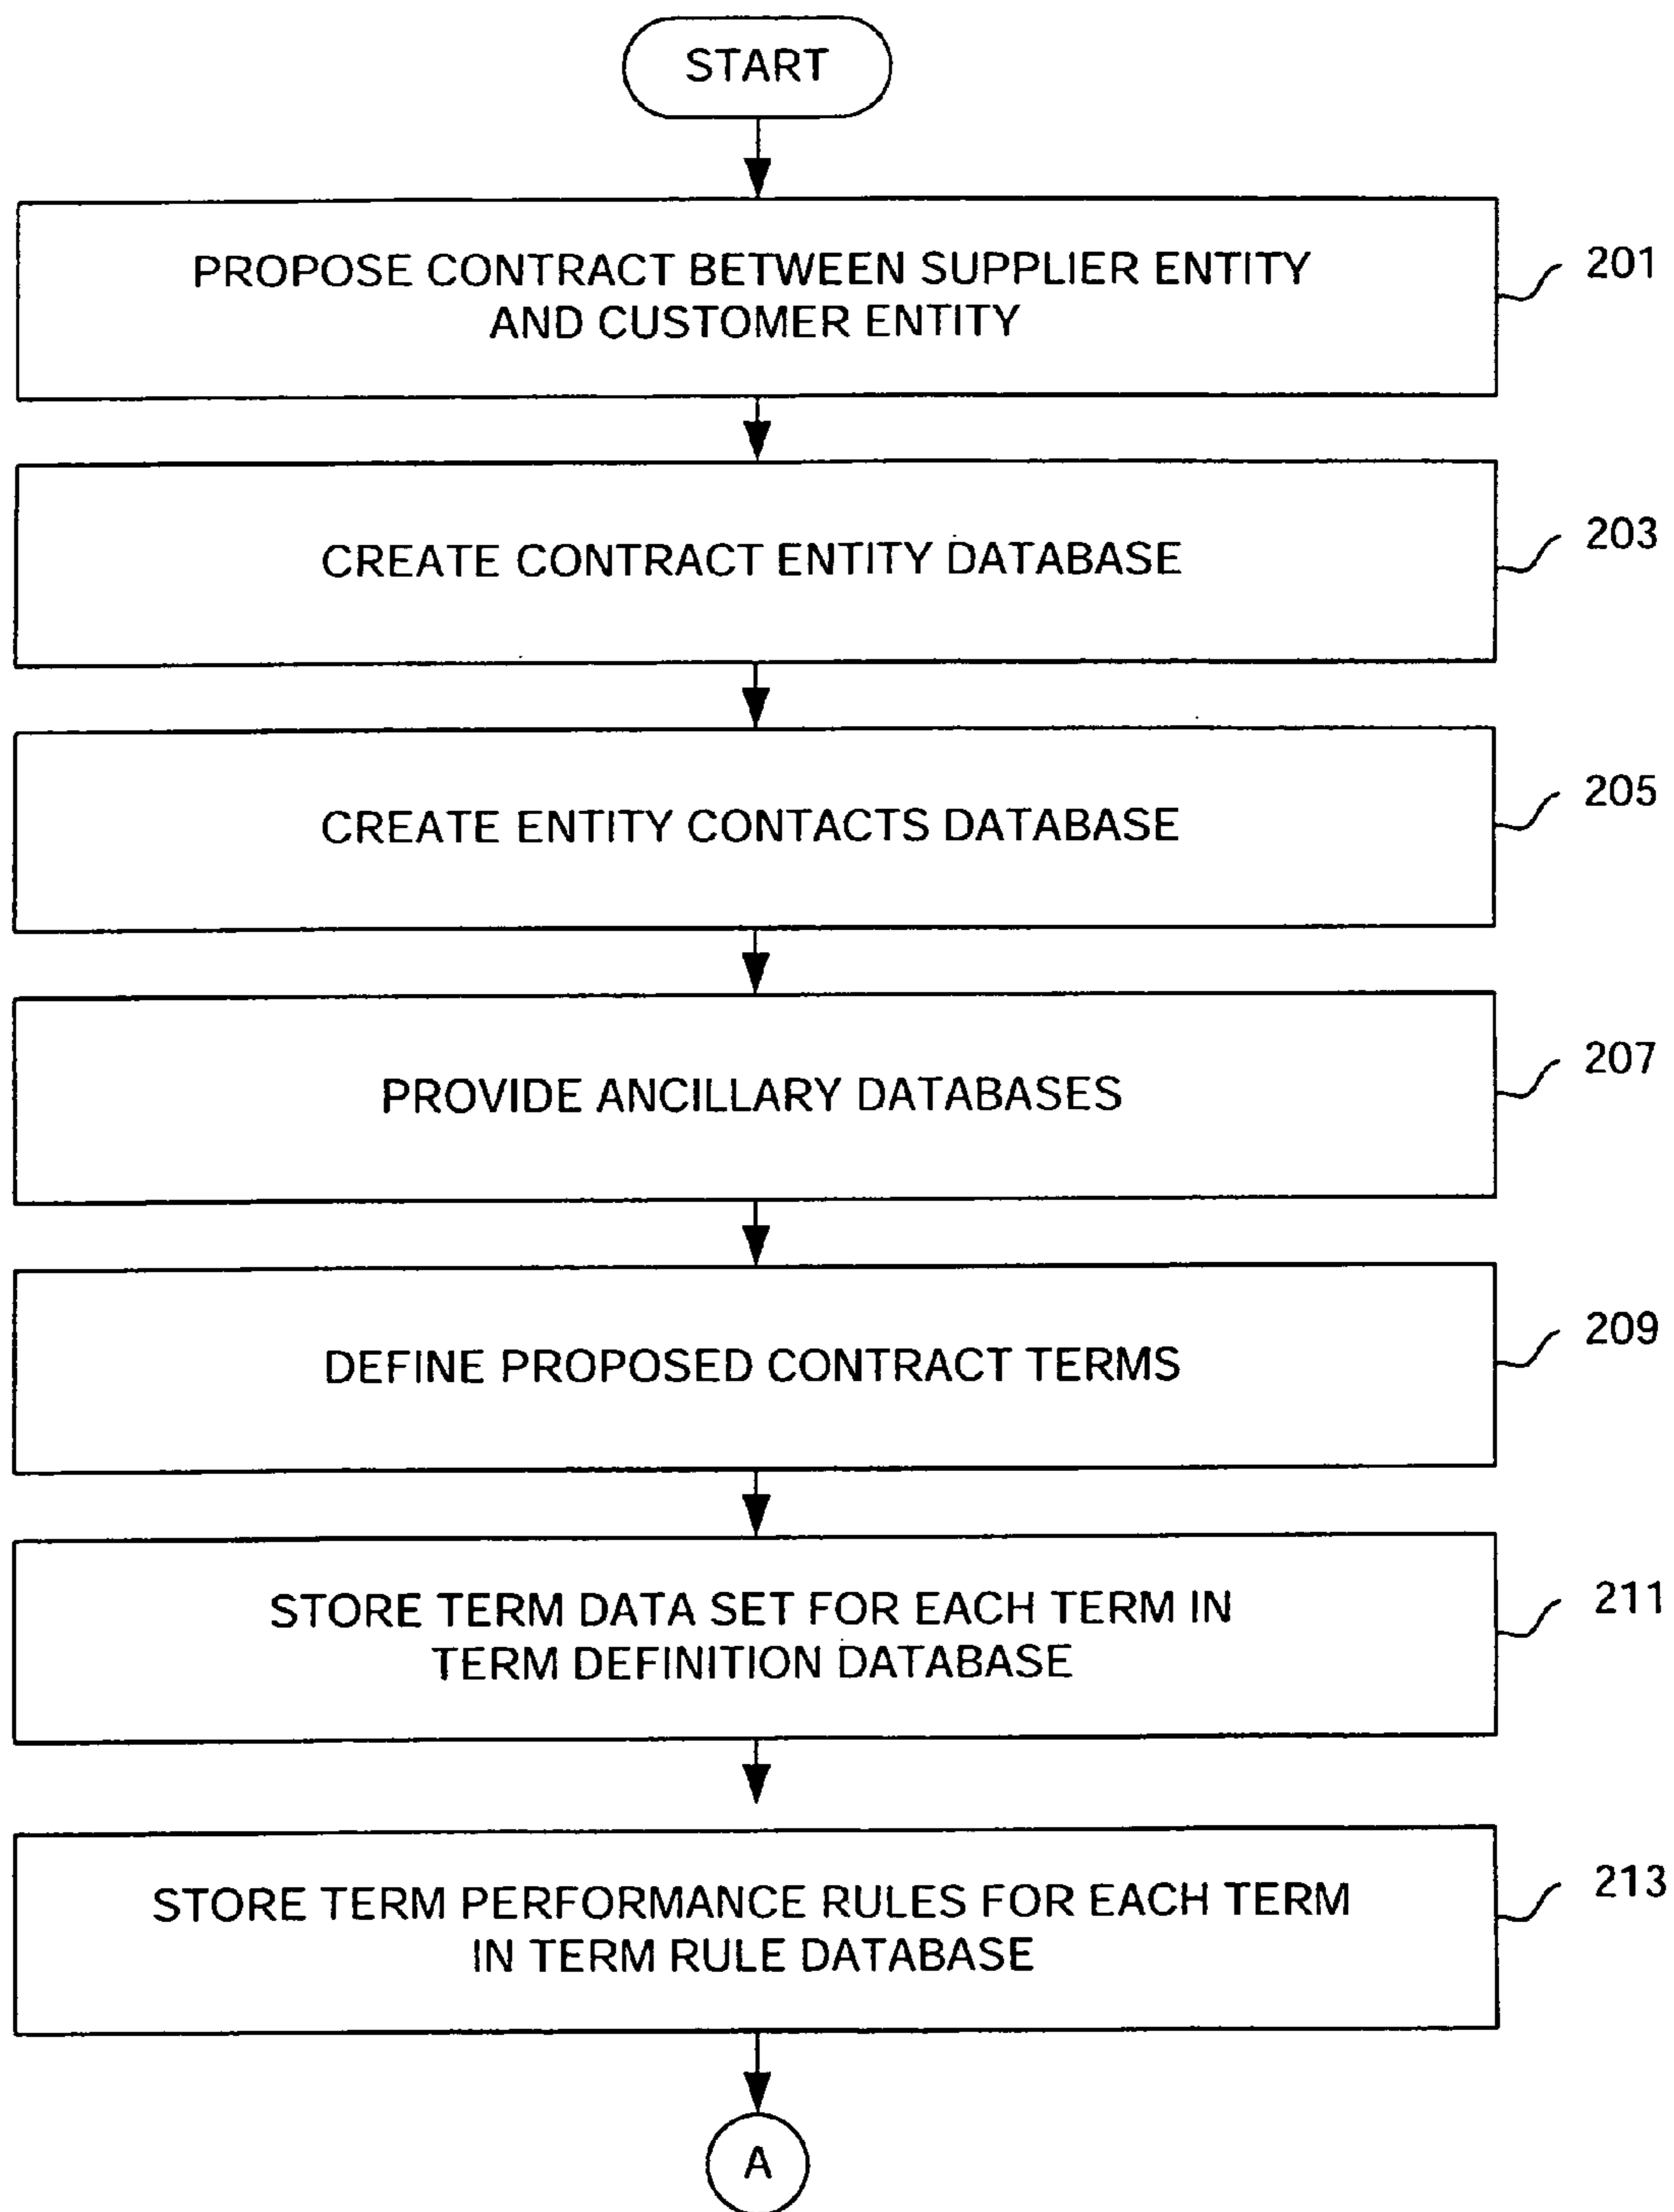 START
PROPOSE CONTRACT BETWEEN SUPPLIER ENTITY
AND CUSTOMER ENTITY
201
CREATE CONTRACT ENTITY DATABASE
203
CREATE ENTITY CONTACTS DATABASE
205
PROVIDE ANCILLARY DATABASES
207
DEFINE PROPOSED CONTRACT TERMS
209
STORE TERM DATA SET FOR EACH TERM IN
TERM DEFINITION DATABASE
211
STORE TERM PERFORMANCE RULES FOR EACH TERM
IN TERM RULE DATABASE
213
A